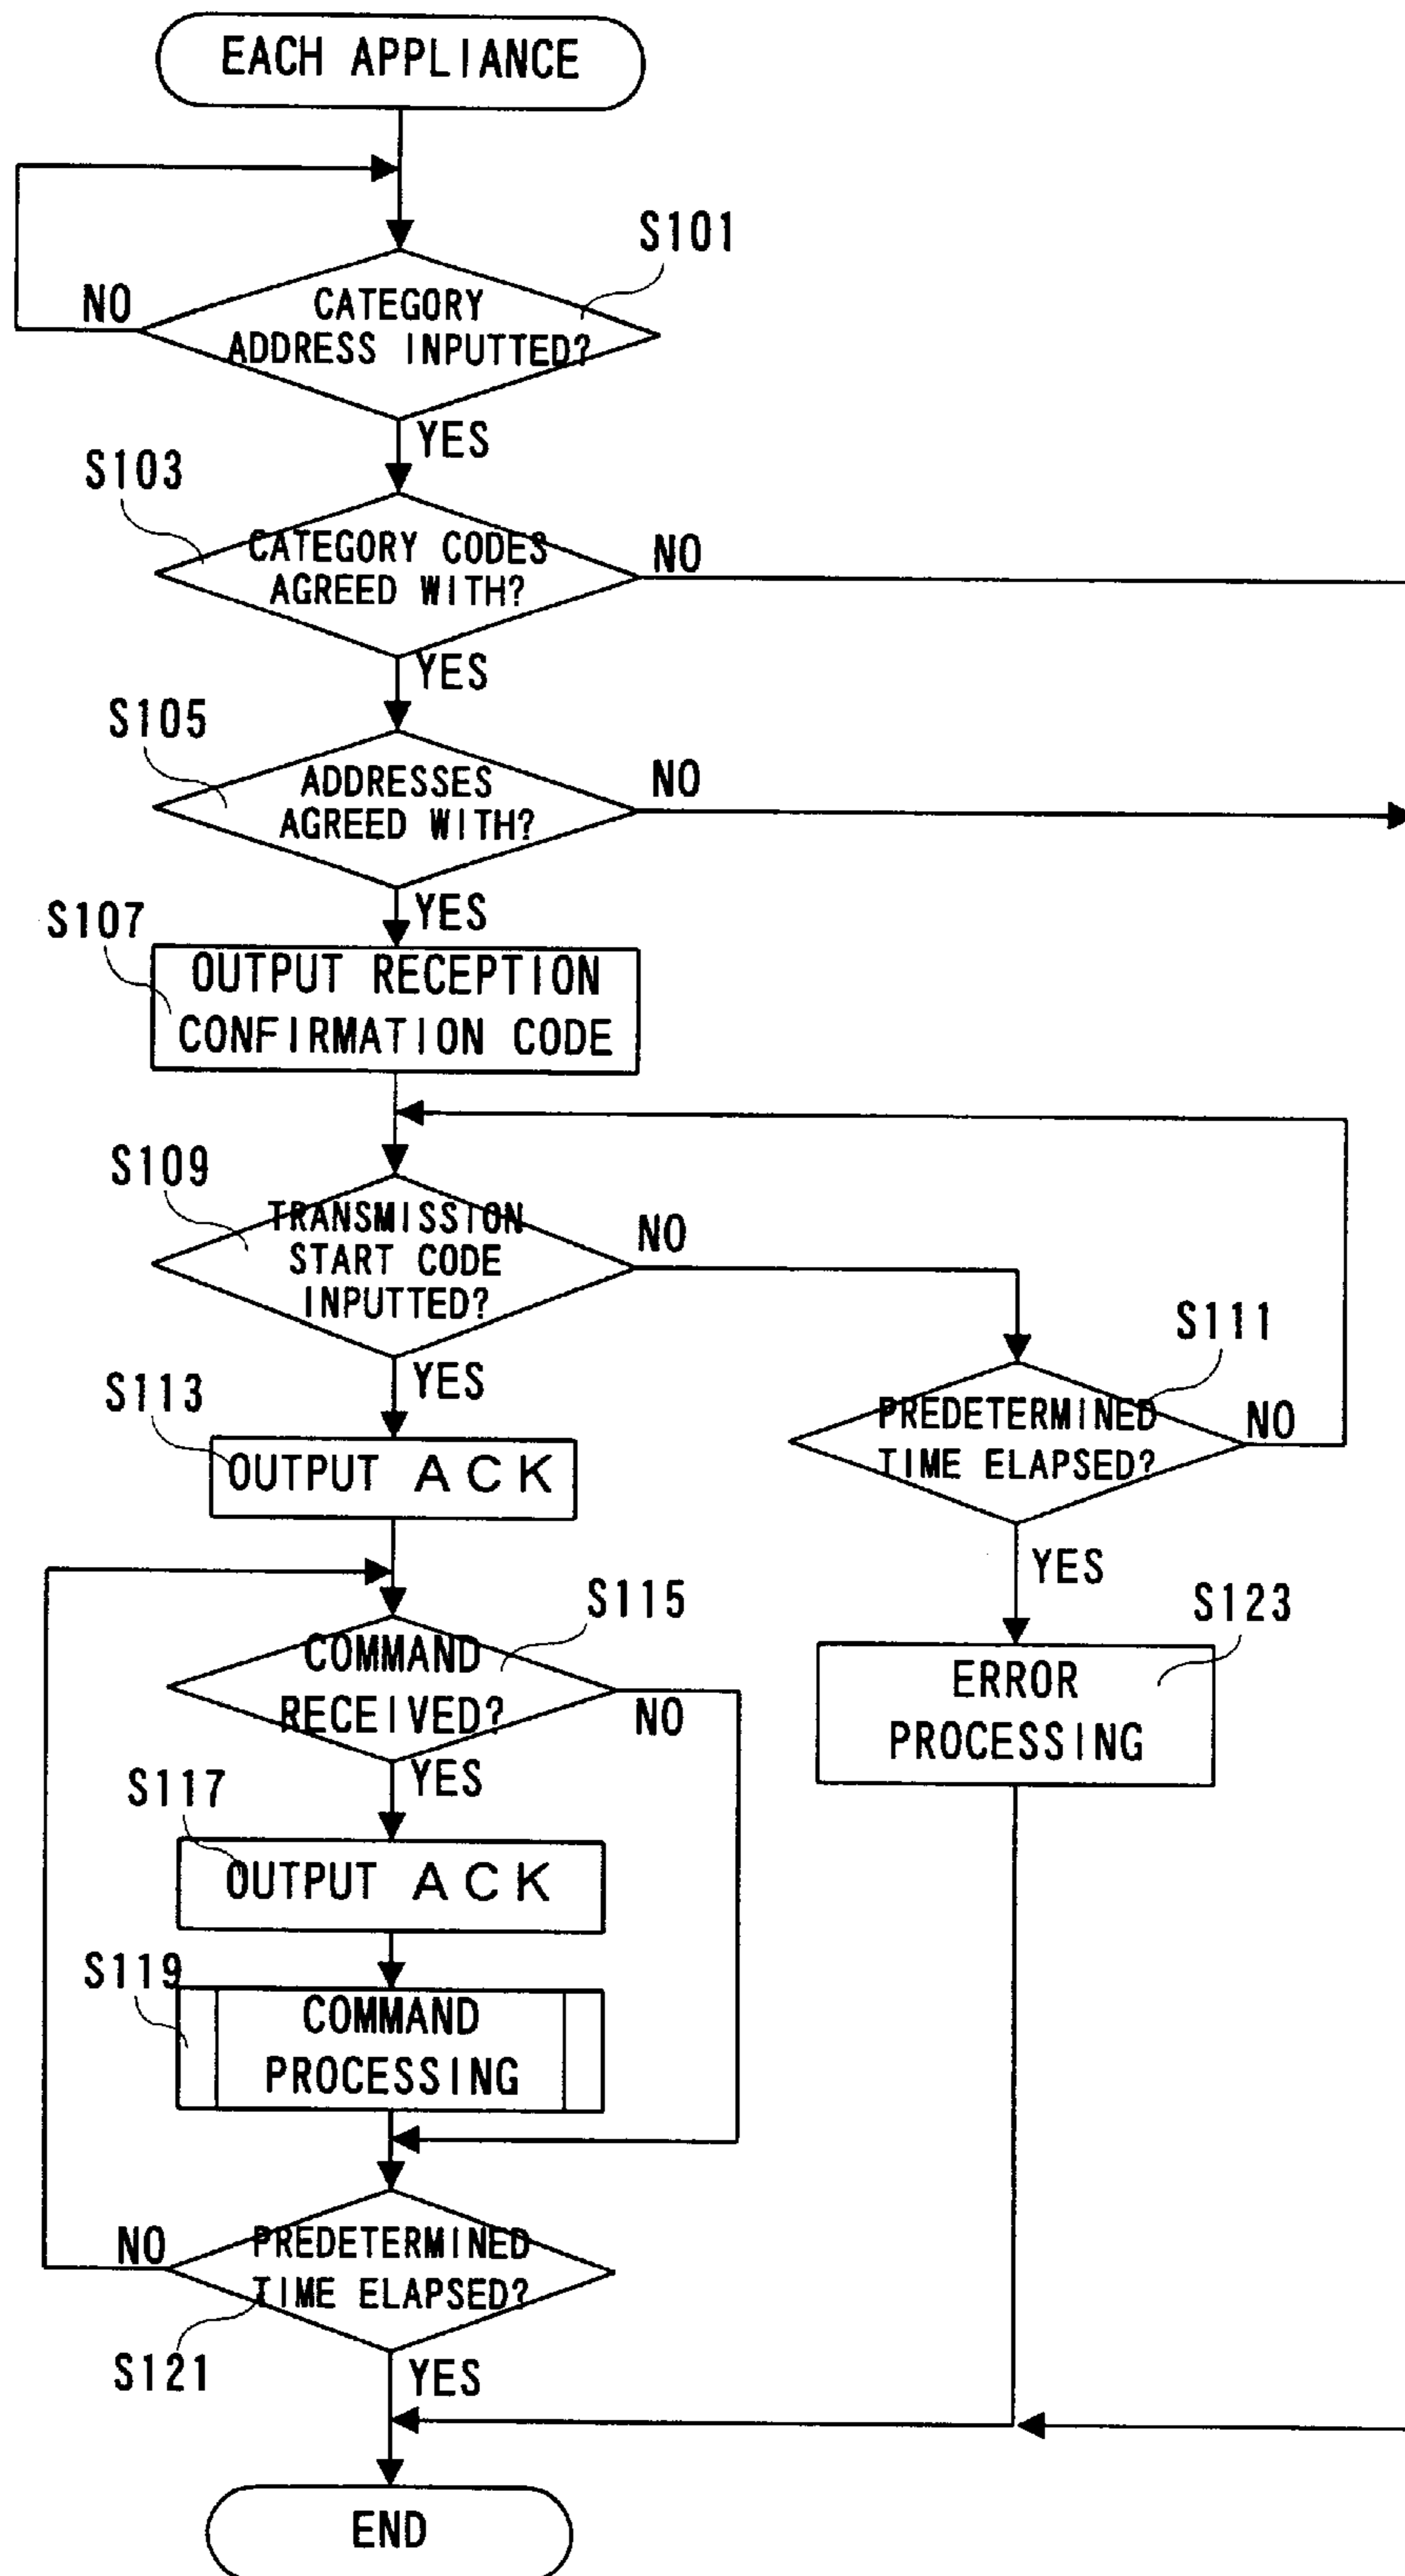 EACH APPLIANCE
S101
NO
CATEGORY
ADDRESS INPUTTED?
YES
S103
CATEGORY CODES
AGREED WITH?
NO
YES
S105
ADDRESSES
AGREED WITH?
NO
YES
S107
OUTPUT RECEPTION
CONFIRMATION CODE
S109
TRANSMISSION
START CODE
INPUTTED?
NO
YES
S111
PREDETERMINED
TIME ELAPSED?
NO
YES
S113
OUTPUT ACK
S115
COMMAND
RECEIVED?
NO
YES
S123
ERROR
PROCESSING
S117
OUTPUT ACK
S119
COMMAND
PROCESSING
NO
PREDETERMINED
TIME ELAPSED?
S121
YES
END